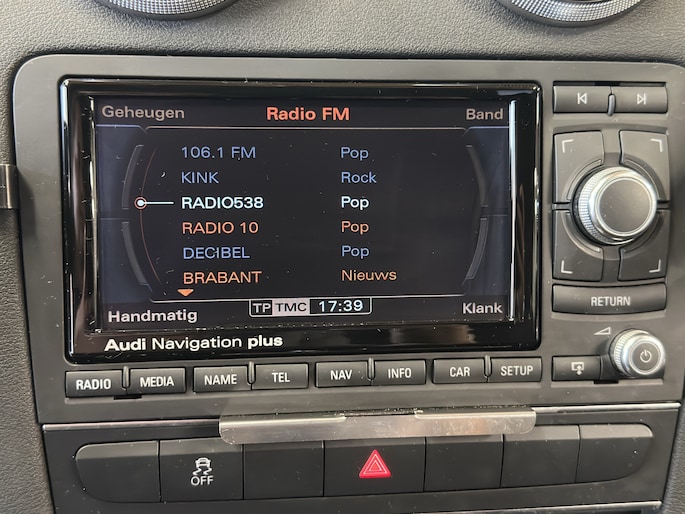 Geheugen Radio FM Band
106.1 FM Pop
KINK Rock
RADIO538 Pop
RADIO 10 Pop
DECIBEL Pop
BRABANT Nieuws
Handmatig TP TMC 17:39 Klank
Audi Navigation plus
RETURN
RADIO MEDIA NAME TEL NAV INFO CAR SETUP
OFF